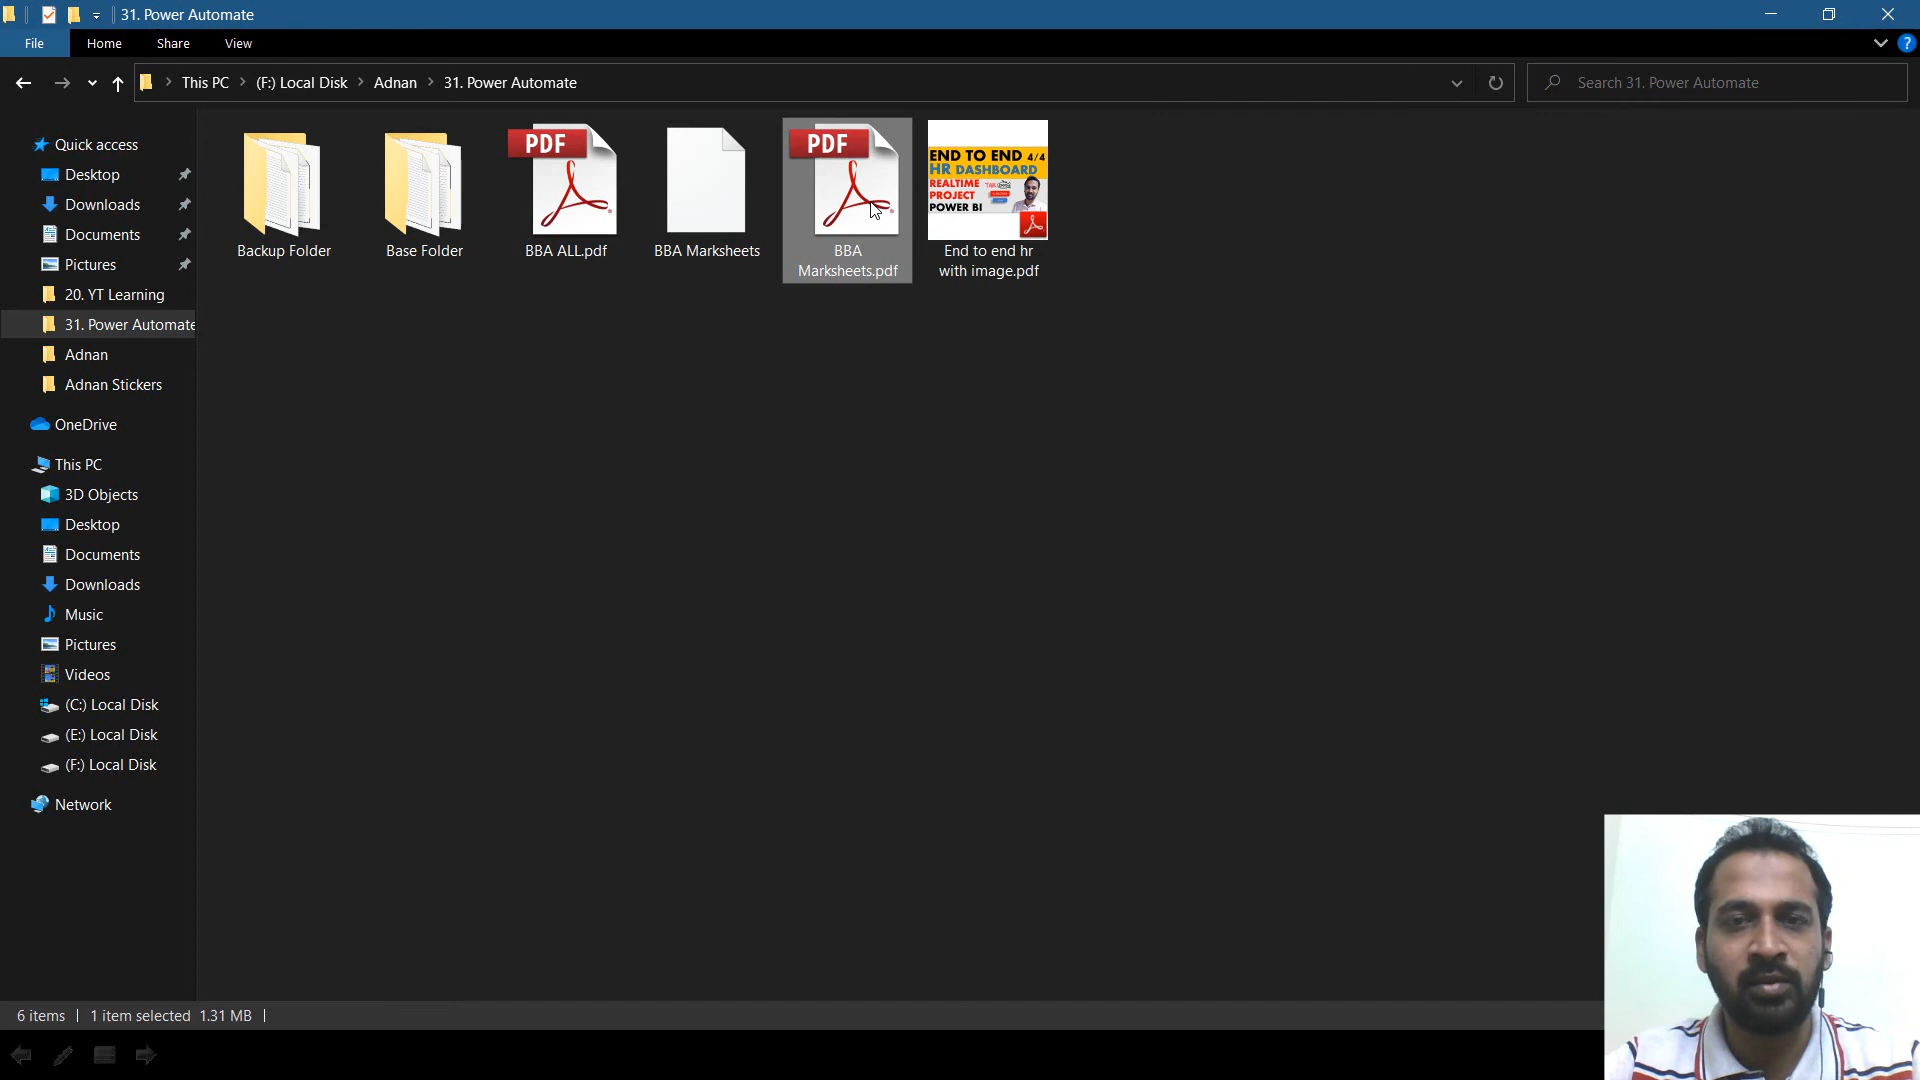 31. Power Automate
File
Home
Share
View
This PC
(F:) Local Disk
Adnan
31. Power Automate
Search 31. Power Automate
Quick access
Desktop
Downloads
Documents
Pictures
20. YT Learning
31. Power Automate
Adnan
Adnan Stickers
OneDrive
This PC
3D Objects
Desktop
Documents
Downloads
Music
Pictures
Videos
(C:) Local Disk
(E:) Local Disk
(F:) Local Disk
Network
Backup Folder
Base Folder
PDF
BBA ALL.pdf
BBA Marksheets
PDF
BBA
Marksheets.pdf
END TO END 4/4
HR DASHBOARD
REALTIME
PROJECT
POWER BI
End to end hr
with image.pdf
6 items
1 item selected 1.31 MB